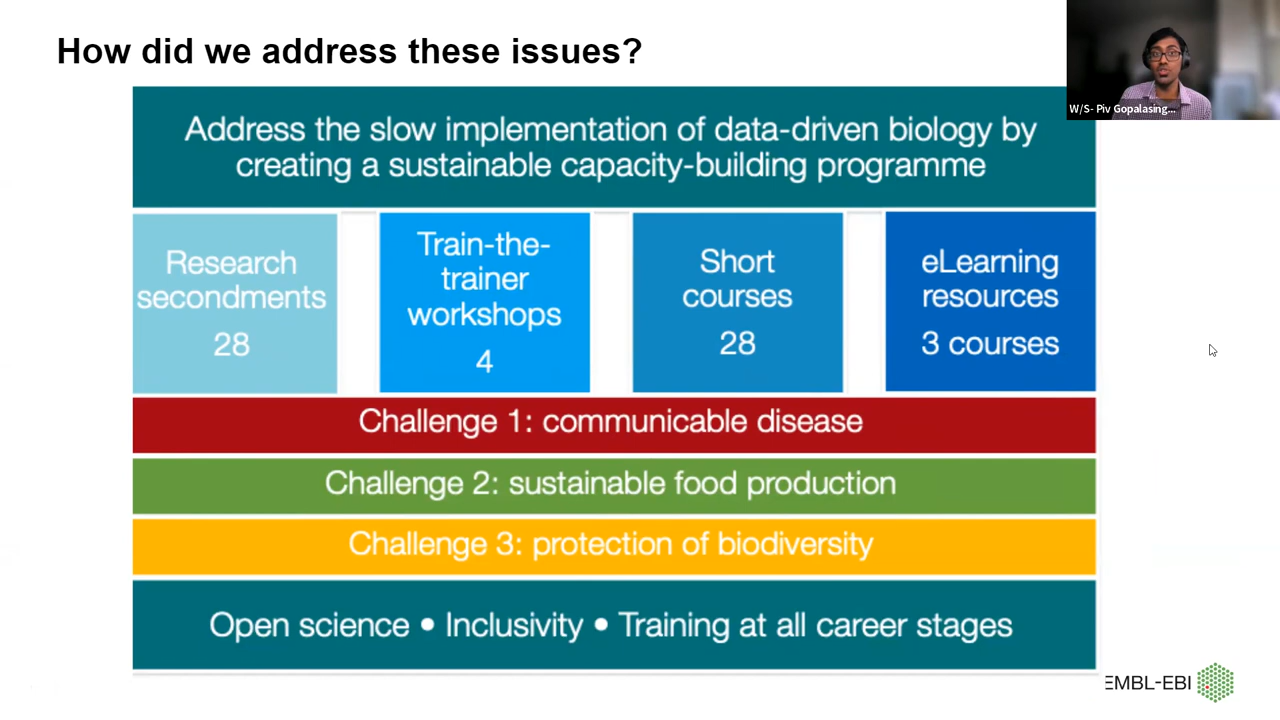 How did we address these issues?
W/S- Piv Gopalasing...
Address the slow implementation of data-driven biology by
creating a sustainable capacity-building programme
Research
secondments
28
Train-the-
trainer
workshops
4
Short
courses
28
eLearning
resources
3 courses
Challenge 1: communicable disease
Challenge 2: sustainable food production
Challenge 3: protection of biodiversity
Open science • Inclusivity • Training at all career stages
EMBL-EBI